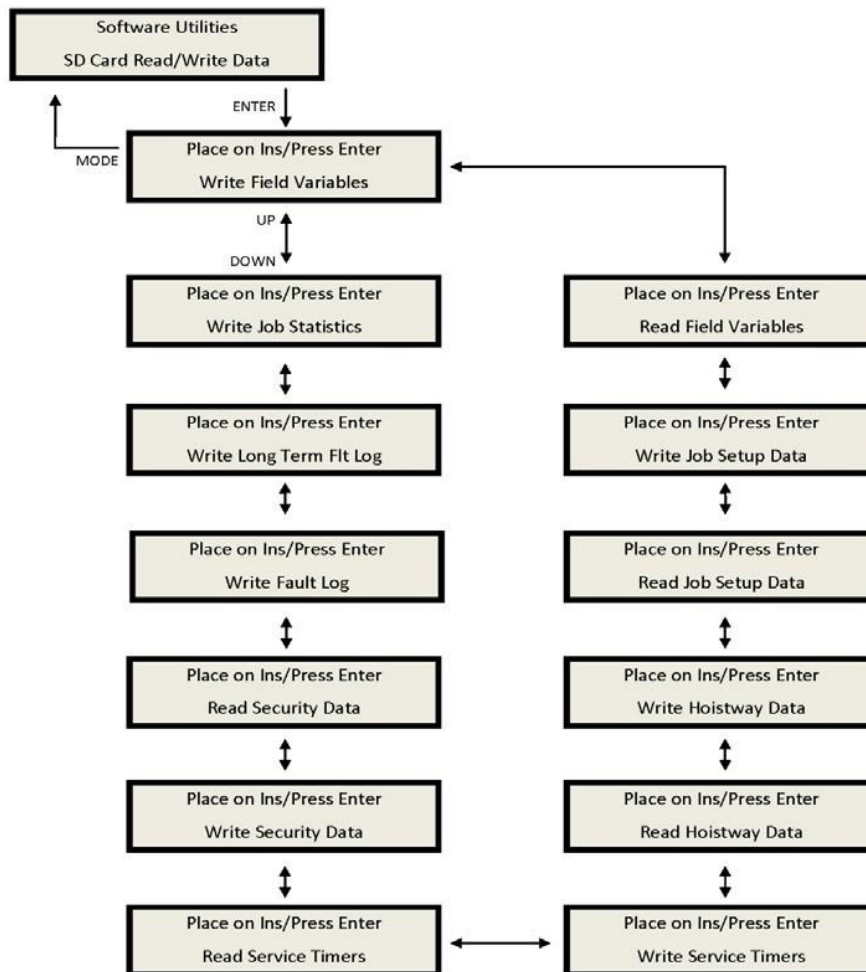 Software Utilities
SD Card Read/Write Data
ENTER
MODE
Place on Ins/Press Enter
Write Field Variables
UP
DOWN
Place on Ins/Press Enter
Write Job Statistics
Place on Ins/Press Enter
Write Long Term Flt Log
Place on Ins/Press Enter
Write Fault Log
Place on Ins/Press Enter
Read Security Data
Place on Ins/Press Enter
Write Security Data
Place on Ins/Press Enter
Read Service Timers
Place on Ins/Press Enter
Read Field Variables
Place on Ins/Press Enter
Write Job Setup Data
Place on Ins/Press Enter
Read Job Setup Data
Place on Ins/Press Enter
Write Hoistway Data
Place on Ins/Press Enter
Read Hoistway Data
Place on Ins/Press Enter
Write Service Timers